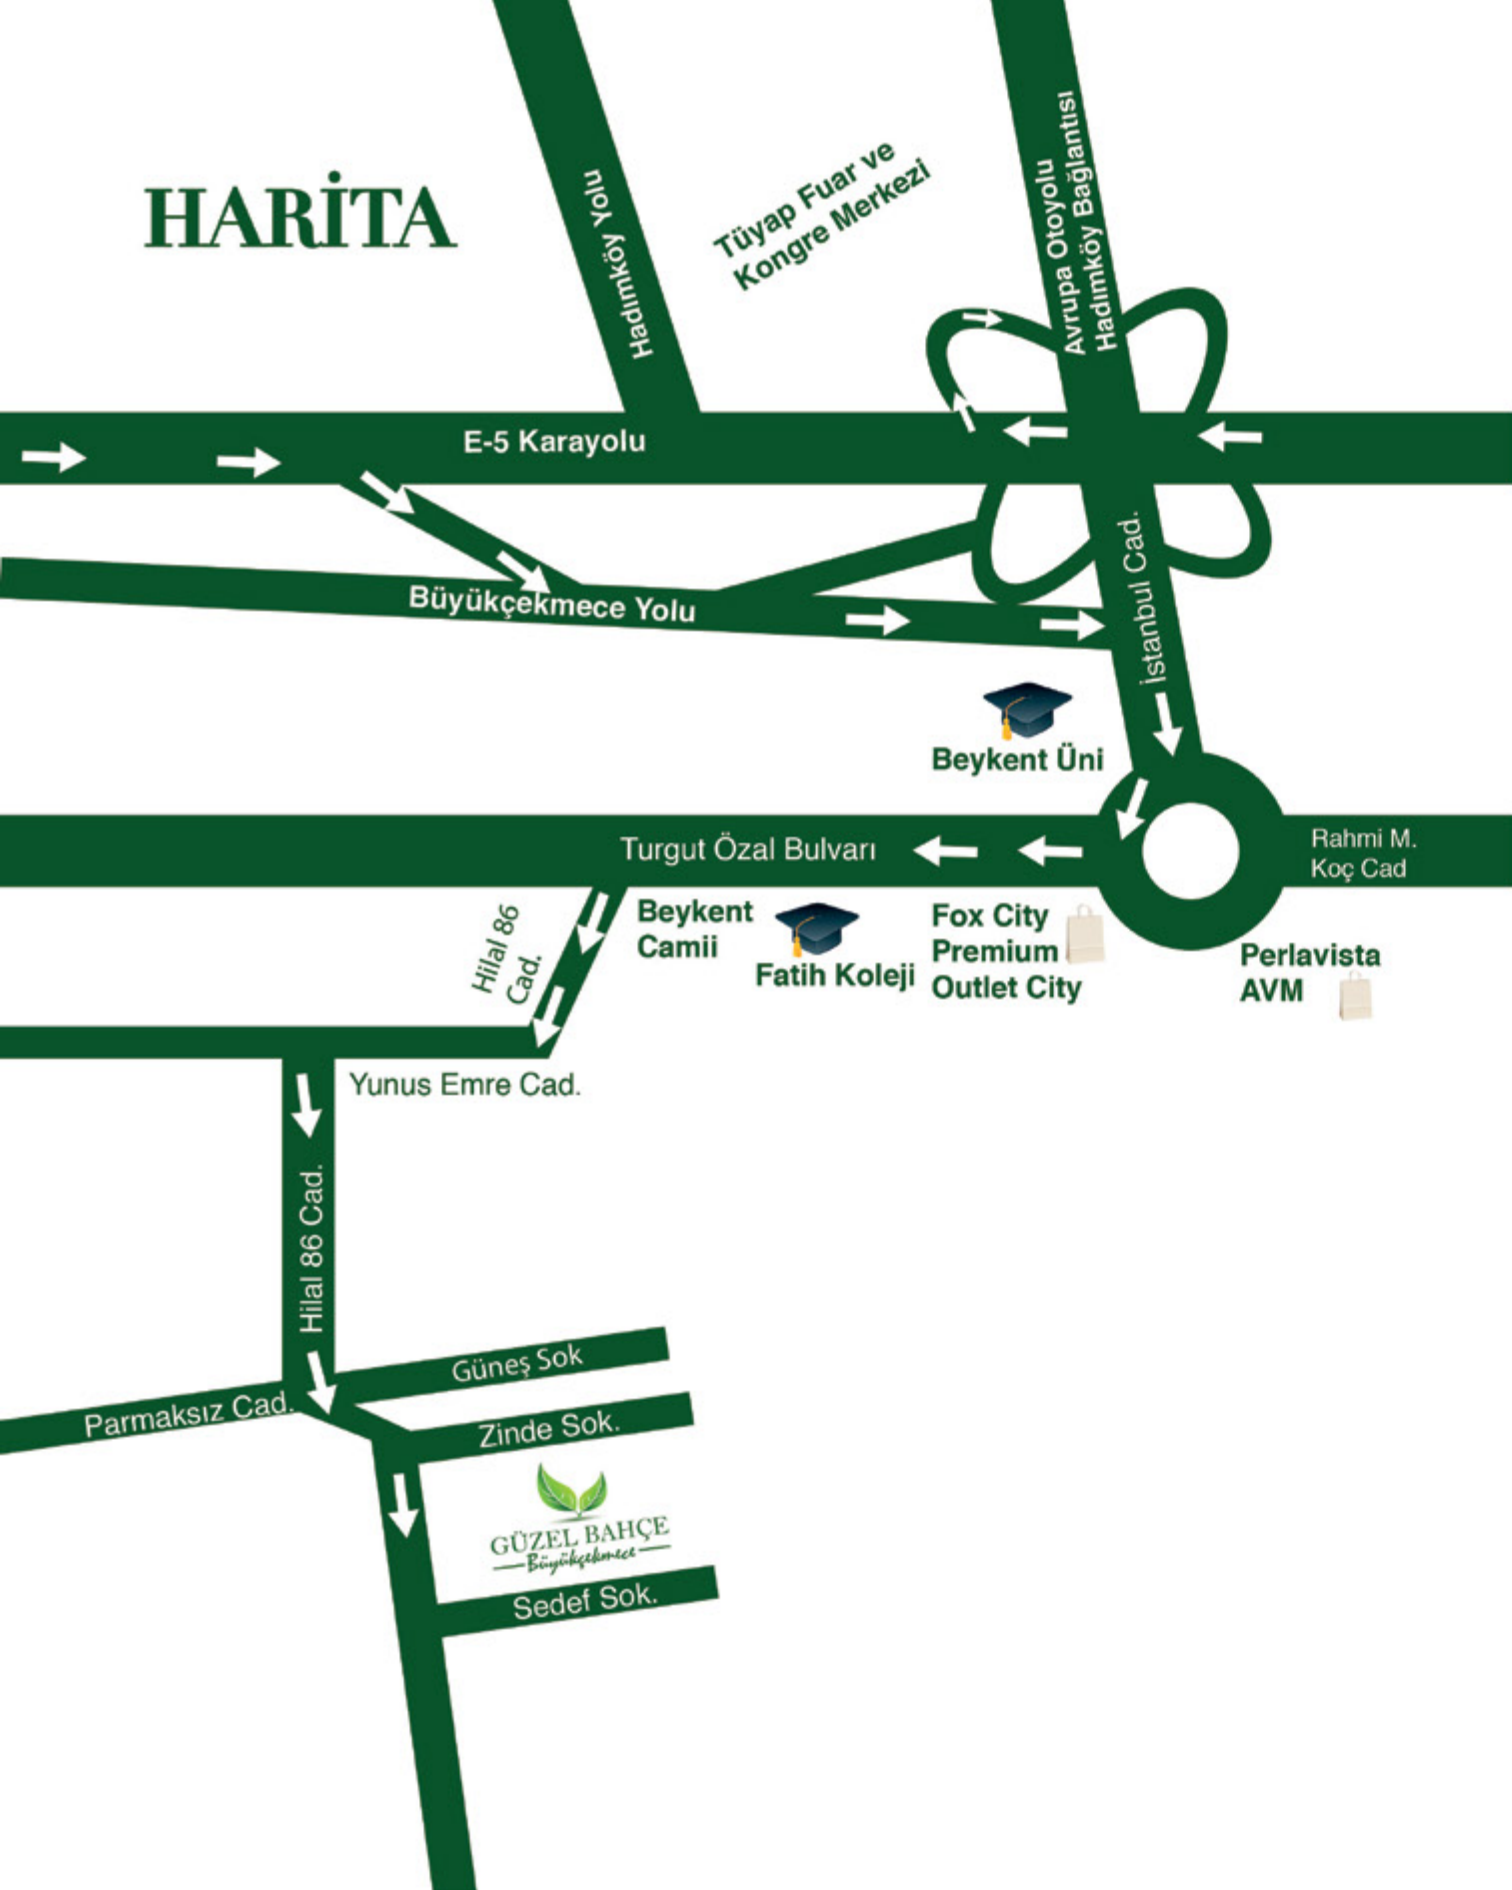 HARİTA
Hadımköy Yolu
Tüyap Fuar ve
Kongre Merkezi
Avrupa Otoyolu
Hadımköy Bağlantısı
E-5 Karayolu
Büyükçekmece Yolu
İstanbul Cad.
Beykent Üni
Turgut Özal Bulvarı
Rahmi M.
Koç Cad
Hilal 86
Cad.
Beykent
Camii
Fatih Koleji
Fox City
Premium
Outlet City
Perlavista
AVM
Yunus Emre Cad.
Hilal 86 Cad.
Güneş Sok
Parmaksız Cad.
Zinde Sok.
GÜZEL BAHÇE
Büyükçekmece
Sedef Sok.